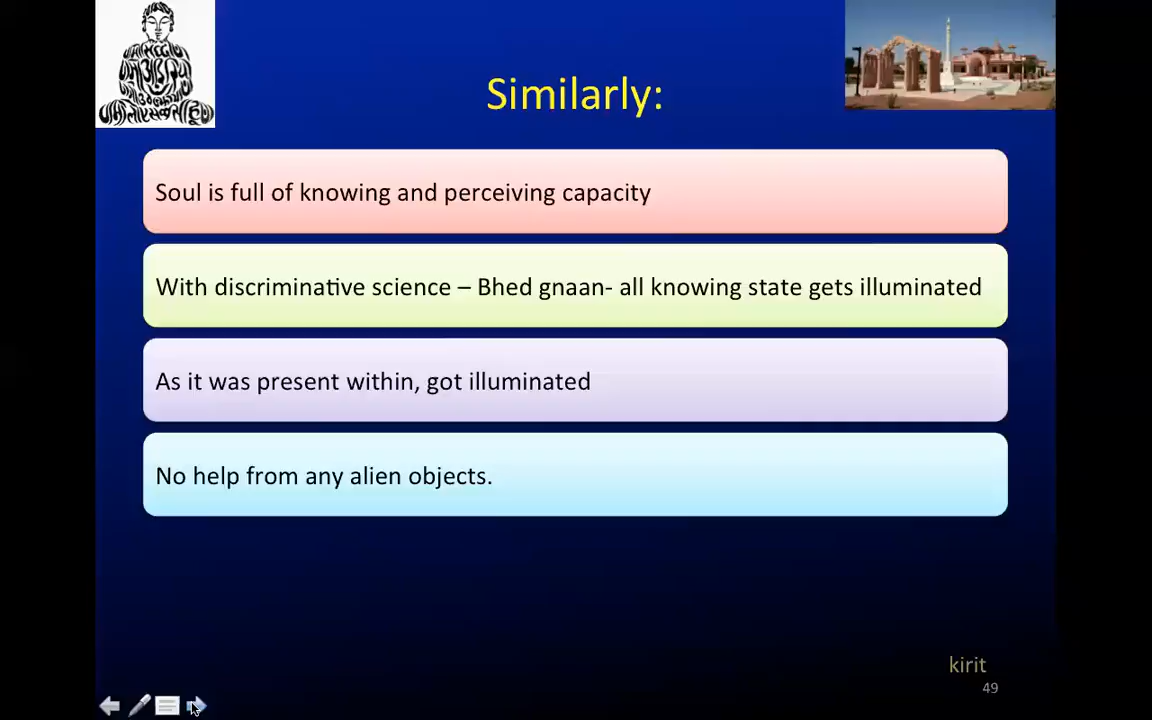 Similarly:
Soul is full of knowing and perceiving capacity
With discriminative science – Bhed gnaan- all knowing state gets illuminated
As it was present within, got illuminated
No help from any alien objects.
kirit
49